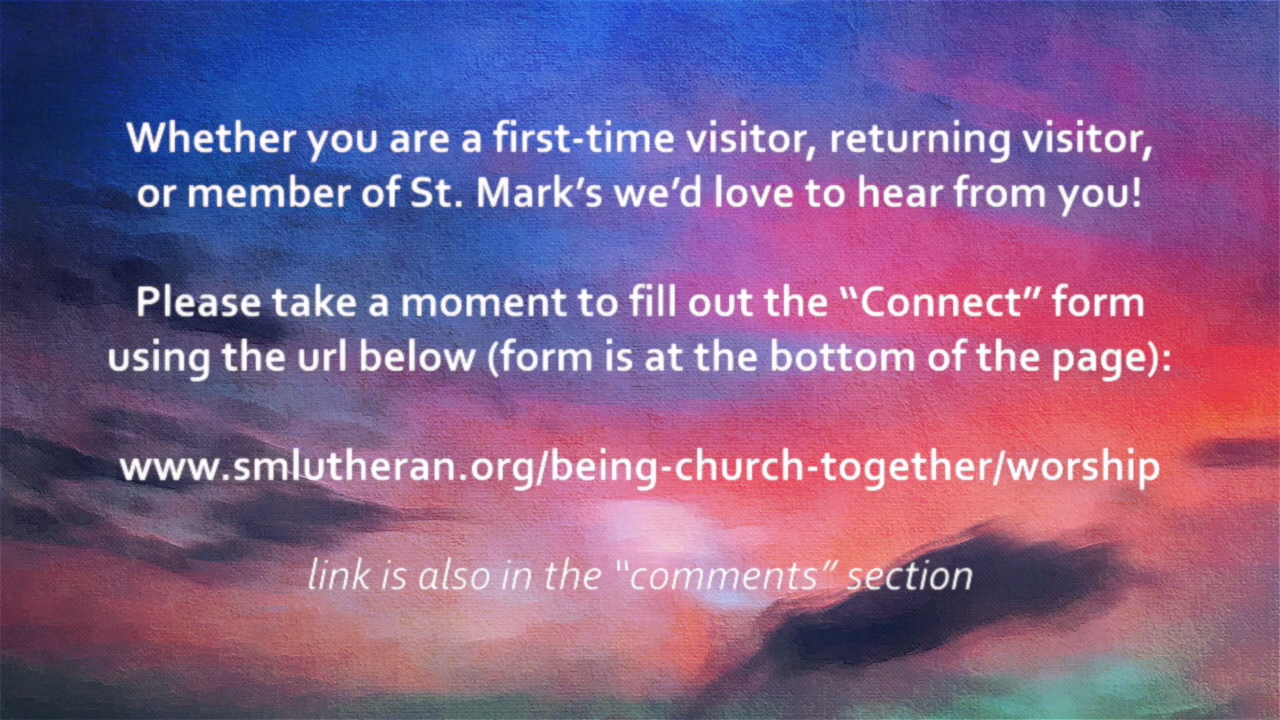 Whether you are a first-time visitor, returning visitor,
or member of St. Mark’s we’d love to hear from you!
Please take a moment to fill out the “Connect” form
using the url below (form is at the bottom of the page):
www.smlutheran.org/being-church-together/worship
link is also in the “comments” section